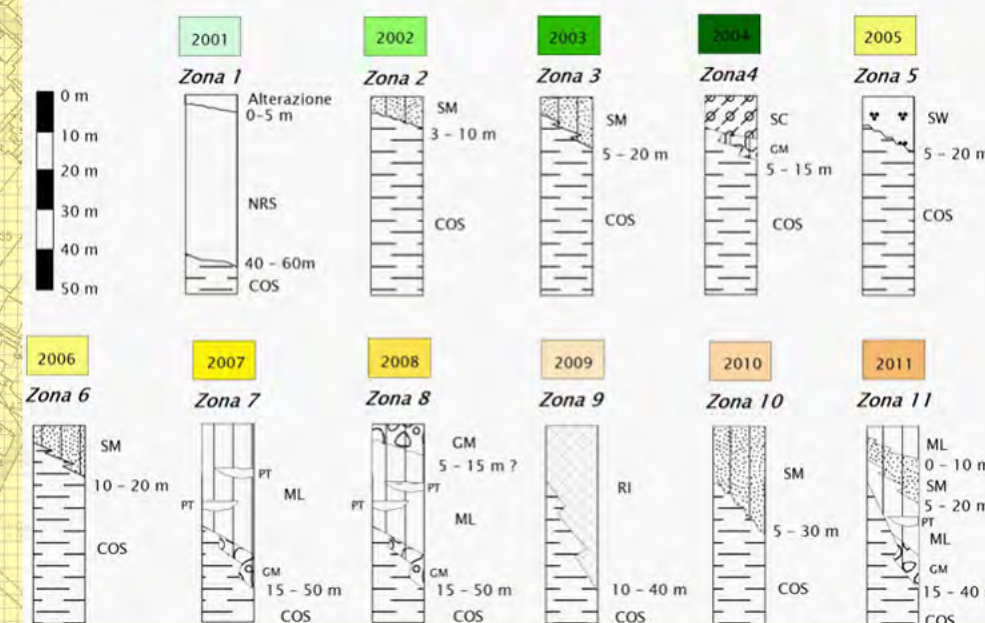 2001
2002
2003
2004
2005
Zona 1
Zona 2
Zona 3
Zona4
Zona 5
0 m
10 m
20 m
30 m
40 m
50 m
Alterazione
0-5 m
NRS
40 - 60m
COS
SM
3 - 10 m
COS
SM
5 - 20 m
COS
SC
GM
5 - 15 m
COS
SW
5 - 20 m
COS
2006
2007
2008
2009
2010
2011
Zona 6
Zona 7
Zona 8
Zona 9
Zona 10
Zona 11
SM
10 - 20 m
COS
PT
ML
PT
GM
15 - 50 m
COS
GM
5 - 15 m ?
PT
PT
ML
GM
15 - 50 m
COS
RI
10 - 40 m
COS
SM
5 - 30 m
COS
ML
0 - 10 m
SM
5 - 20 m
PT
ML
GM
15 - 40
COS